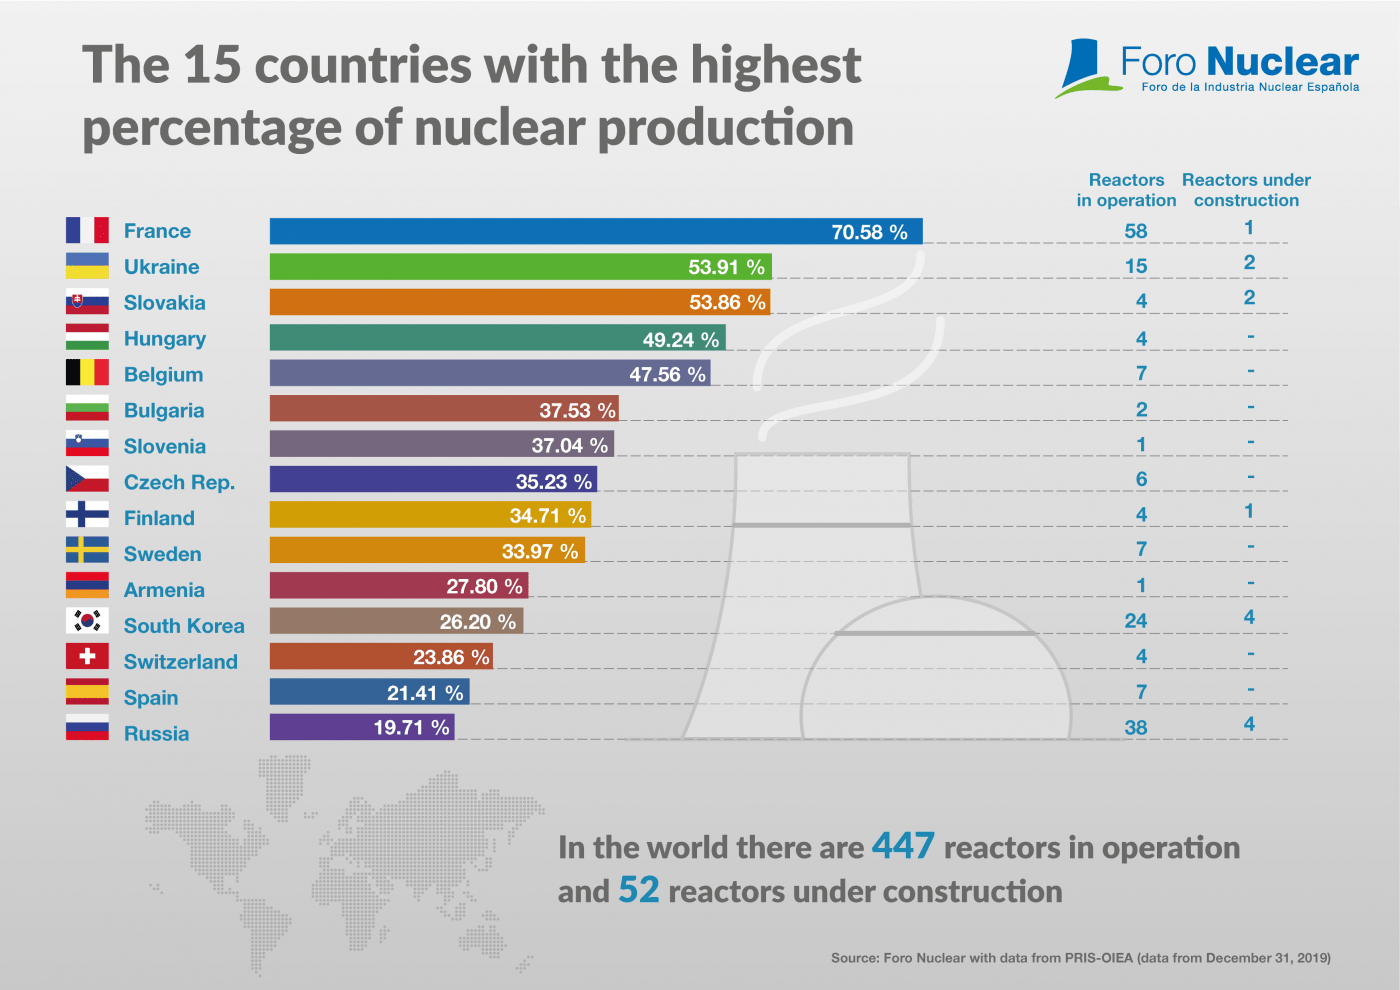 The 15 countries with the highest
percentage of nuclear production
Foro Nuclear
Foro de la Industria Nuclear Española
Reactors in operation
Reactors under construction
France 70.58 % 58 1
Ukraine 53.91 % 15 2
Slovakia 53.86 % 4 2
Hungary 49.24 % 4 -
Belgium 47.56 % 7 -
Bulgaria 37.53 % 2 -
Slovenia 37.04 % 1 -
Czech Rep. 35.23 % 6 -
Finland 34.71 % 4 1
Sweden 33.97 % 7 -
Armenia 27.80 % 1 -
South Korea 26.20 % 24 4
Switzerland 23.86 % 4 -
Spain 21.41 % 7 -
Russia 19.71 % 38 4
In the world there are 447 reactors in operation
and 52 reactors under construction
Source: Foro Nuclear with data from PRIS-OIEA (data from December 31, 2019)